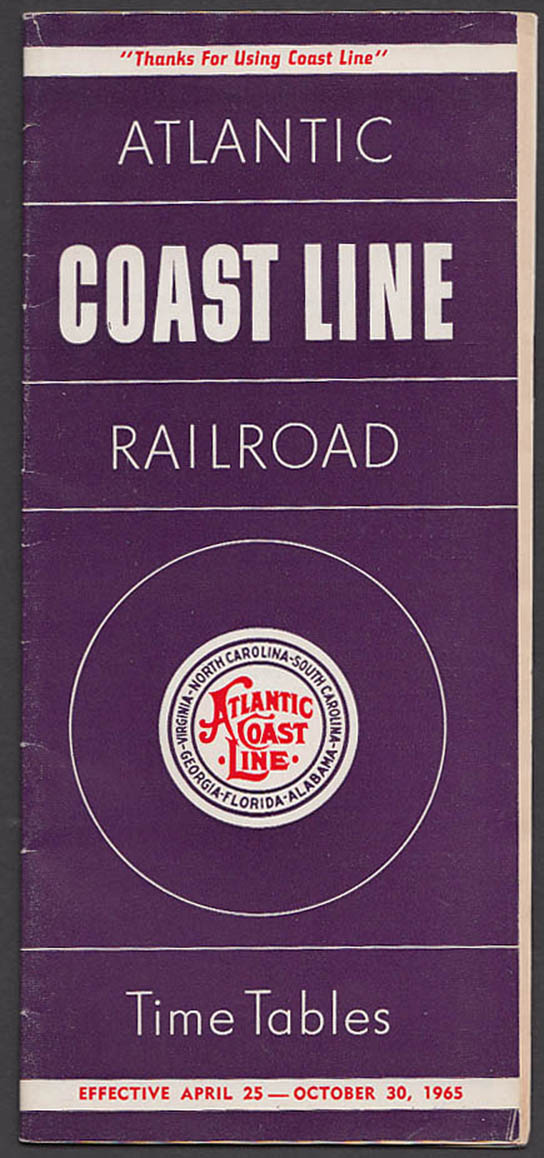 "Thanks For Using Coast Line"
ATLANTIC
COAST LINE
RAILROAD
VIRGINIA-NORTH CAROLINA-SOUTH CAROLINA-
GEORGIA-FLORIDA-ALABAMA-
ATLANTIC
COAST
·LINE·
Time Tables
EFFECTIVE APRIL 25 — OCTOBER 30, 1965